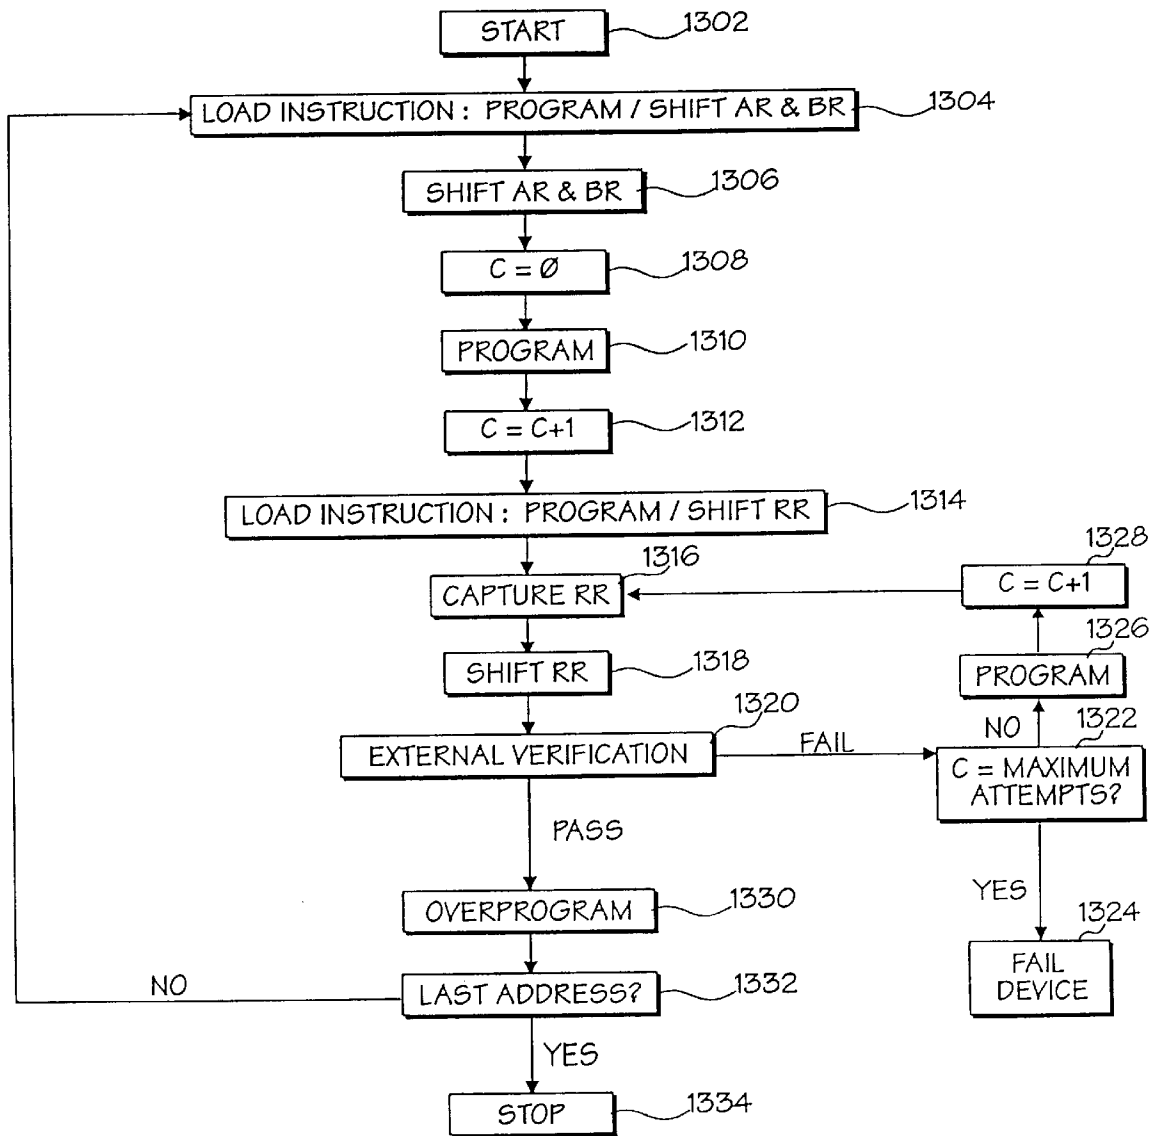 START
1302
LOAD INSTRUCTION : PROGRAM / SHIFT AR & BR
1304
SHIFT AR & BR
1306
C = Ø
1308
PROGRAM
1310
C = C+1
1312
LOAD INSTRUCTION : PROGRAM / SHIFT RR
1314
CAPTURE RR
1316
C = C+1
1328
SHIFT RR
1318
PROGRAM
1326
EXTERNAL VERIFICATION
1320
FAIL
NO
1322
C = MAXIMUM
ATTEMPTS?
PASS
YES
OVERPROGRAM
1330
1324
FAIL
DEVICE
LAST ADDRESS?
1332
NO
YES
STOP
1334